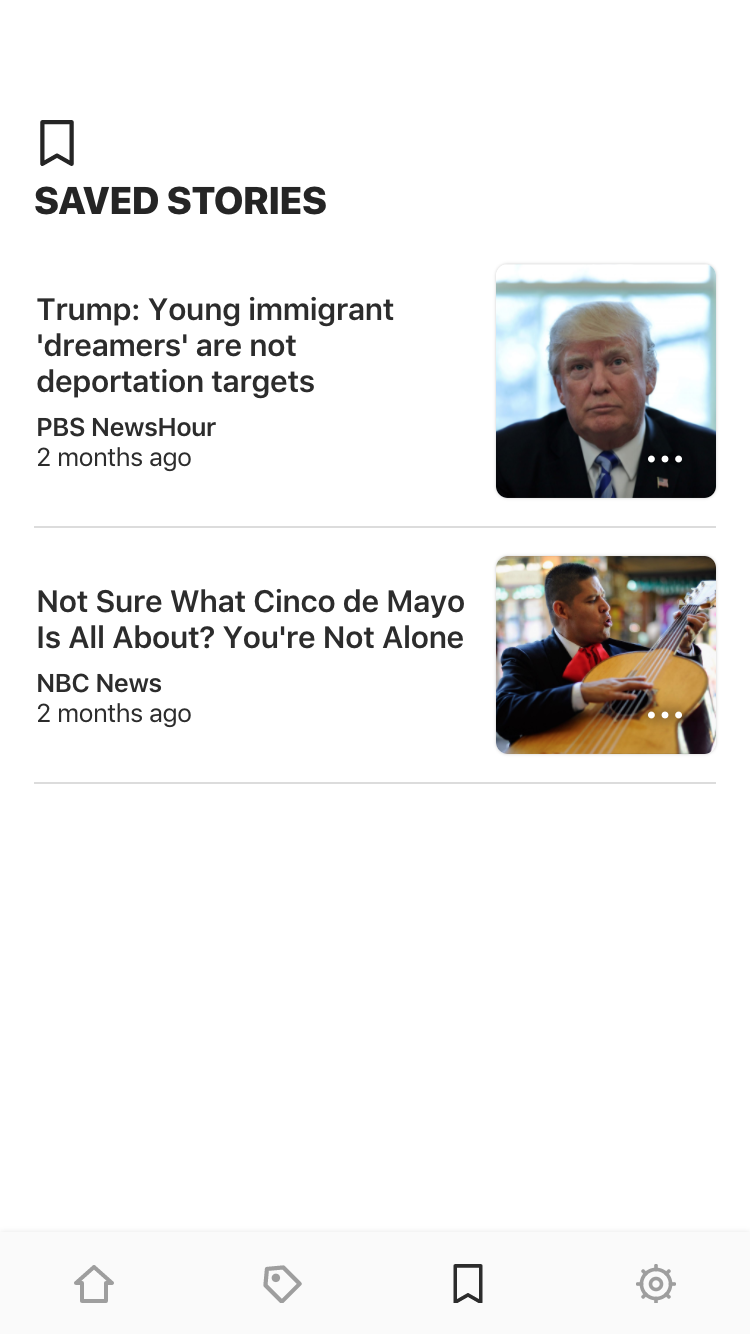 SAVED STORIES
Trump: Young immigrant
'dreamers' are not
deportation targets
PBS NewsHour
2 months ago
Not Sure What Cinco de Mayo
Is All About? You're Not Alone
NBC News
2 months ago